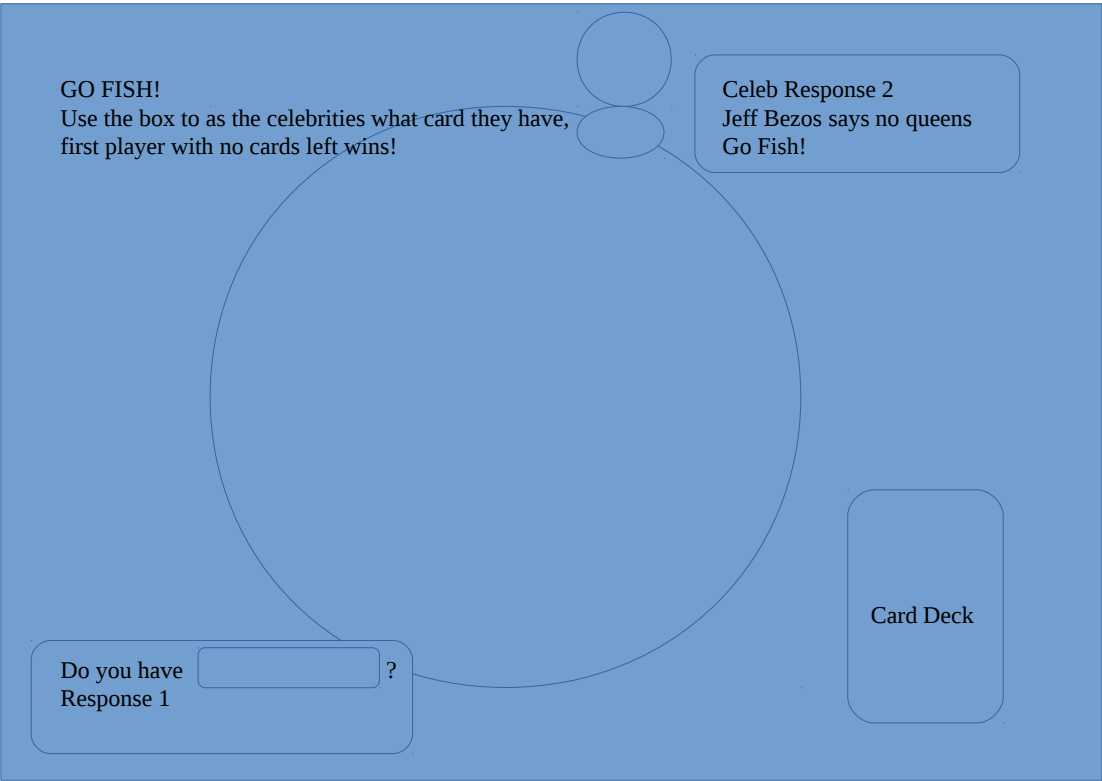 GO FISH!
Use the box to as the celebrities what card they have,
first player with no cards left wins!
Celeb Response 2
Jeff Bezos says no queens
Go Fish!
Card Deck
Do you have ?
Response 1